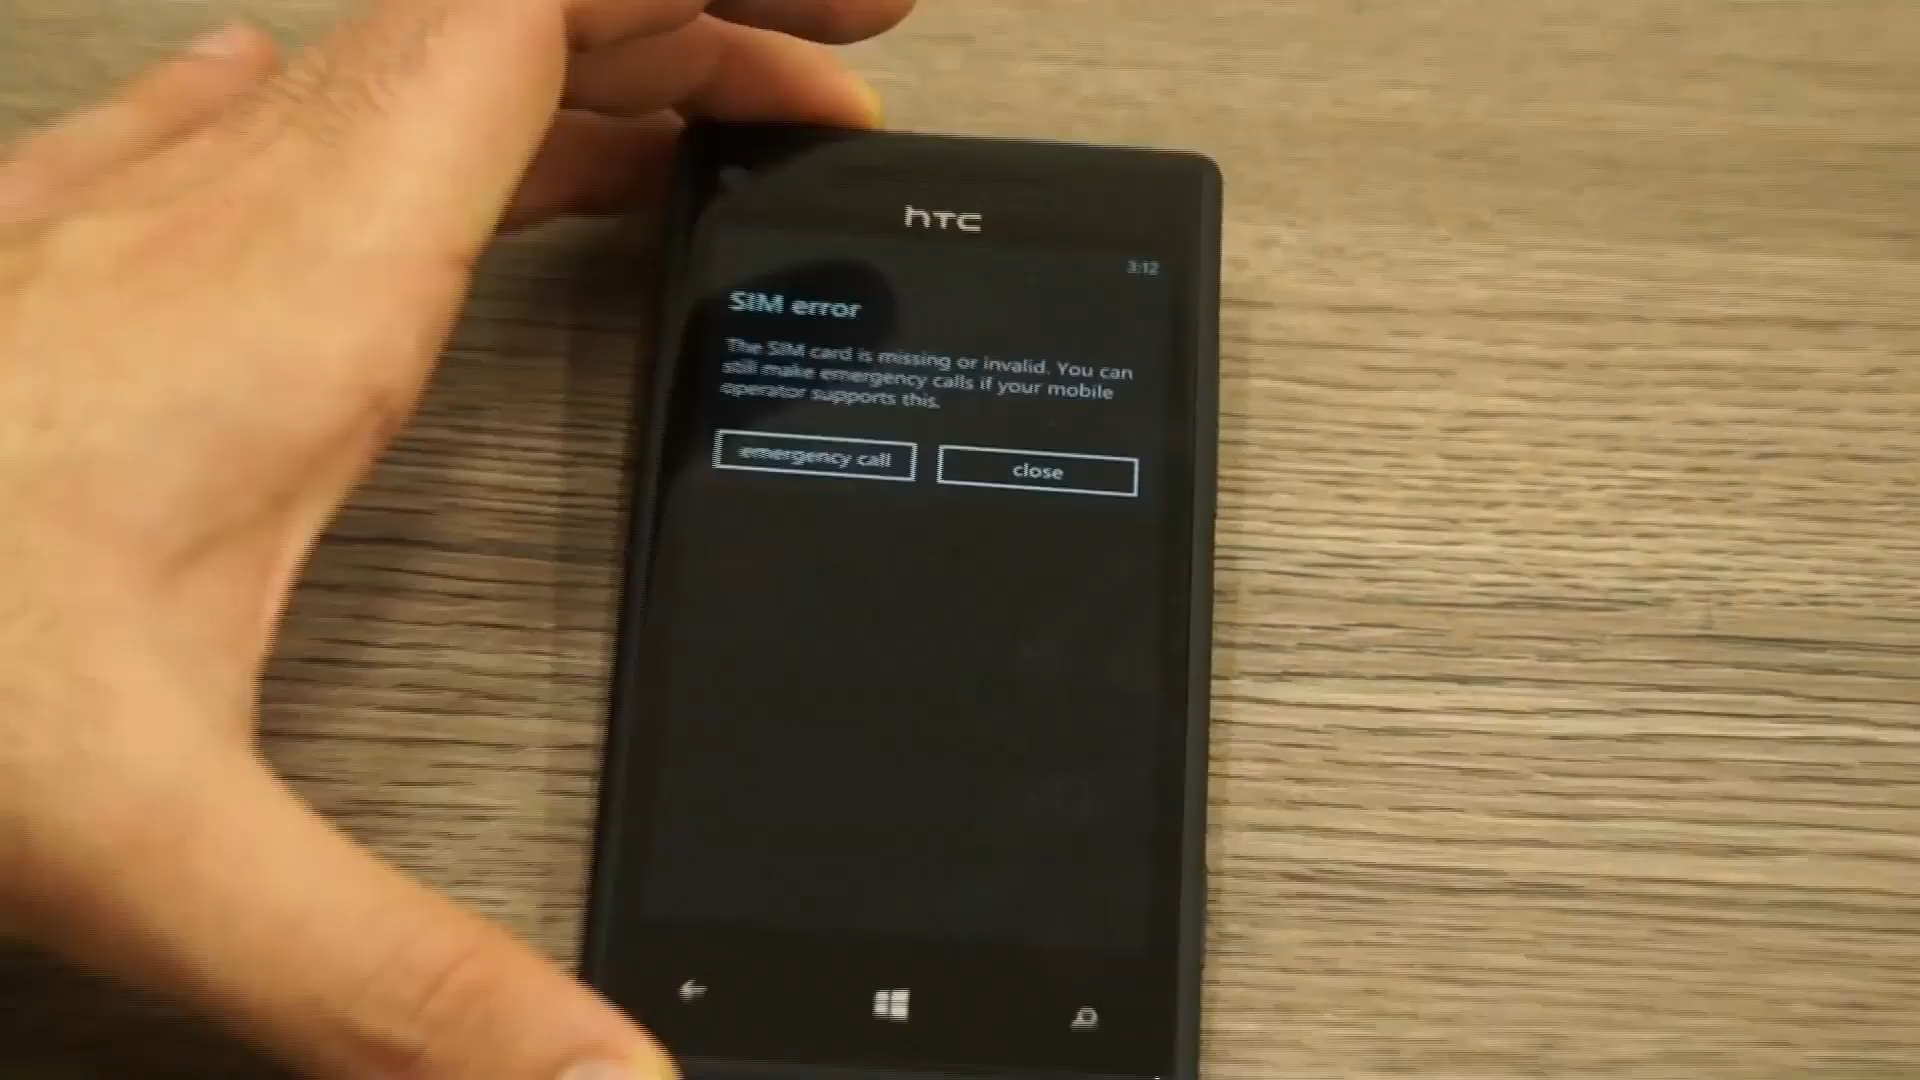 hTC
3:12
SIM error
The SIM card is missing or invalid. You can
still make emergency calls if your mobile
operator supports this.
emergency call
close